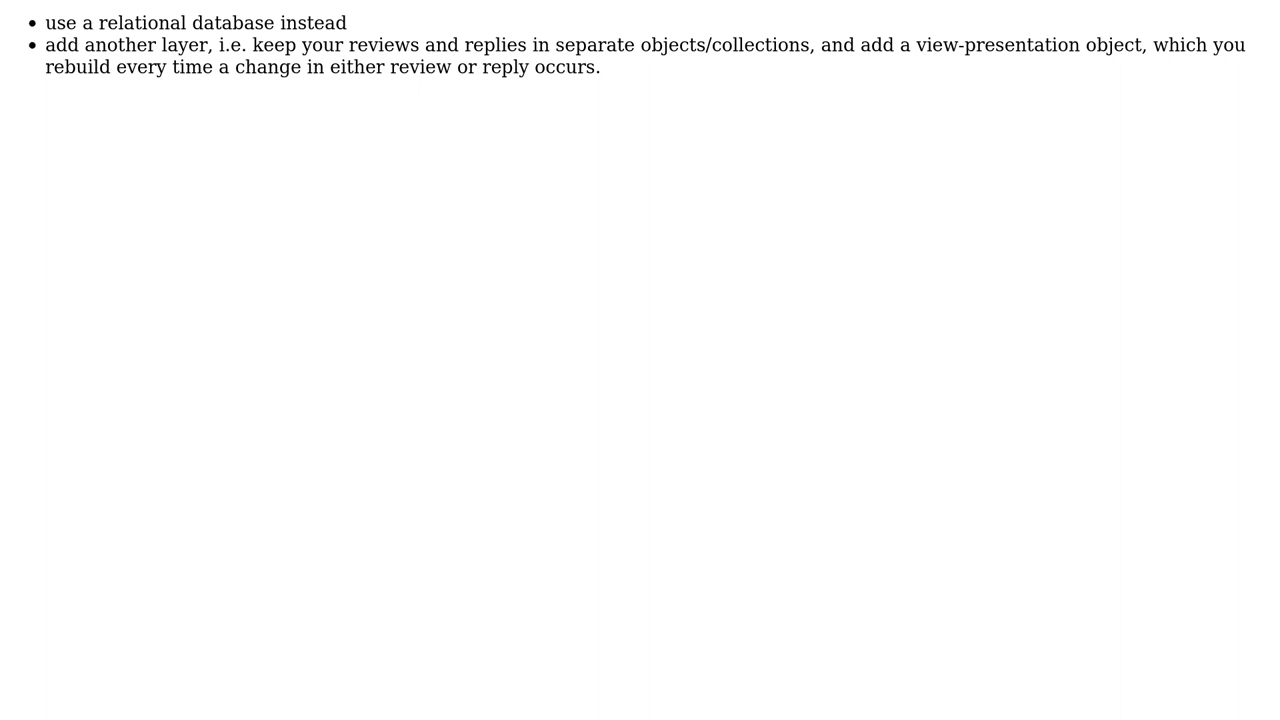 • use a relational database instead
• add another layer, i.e. keep your reviews and replies in separate objects/collections, and add a view-presentation object, which you
rebuild every time a change in either review or reply occurs.